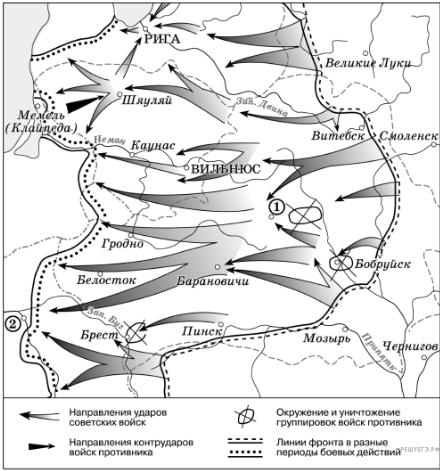 РИГА
Великие Луки
Шяуляй
Зап. Двина
Мемель
(Клайпеда)
Витебск
Смоленск
Неман
Каунас
ВИЛЬНЮС
1
Гродно
Бобруйск
Белосток
Барановичи
Зап. Буг
2
Брест
Пинск
Мозырь
Припять
Чернигов
Направления ударов
советских войск
Окружение и уничтожение
группировок войск противника
Направления контрударов
войск противника
Линии фронта в разные
периоды боевых действий
РЕШУЕГЭ.РФ